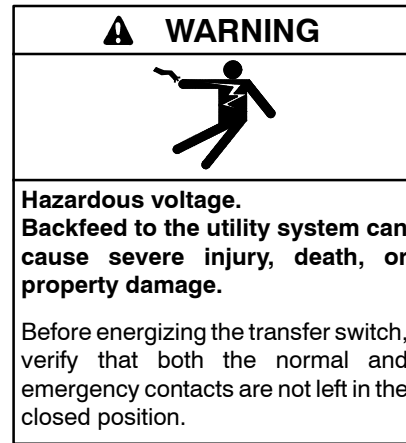 WARNING
Hazardous voltage.
Backfeed to the utility system can
cause severe injury, death, or
property damage.
Before energizing the transfer switch,
verify that both the normal and
emergency contacts are not left in the
closed position.